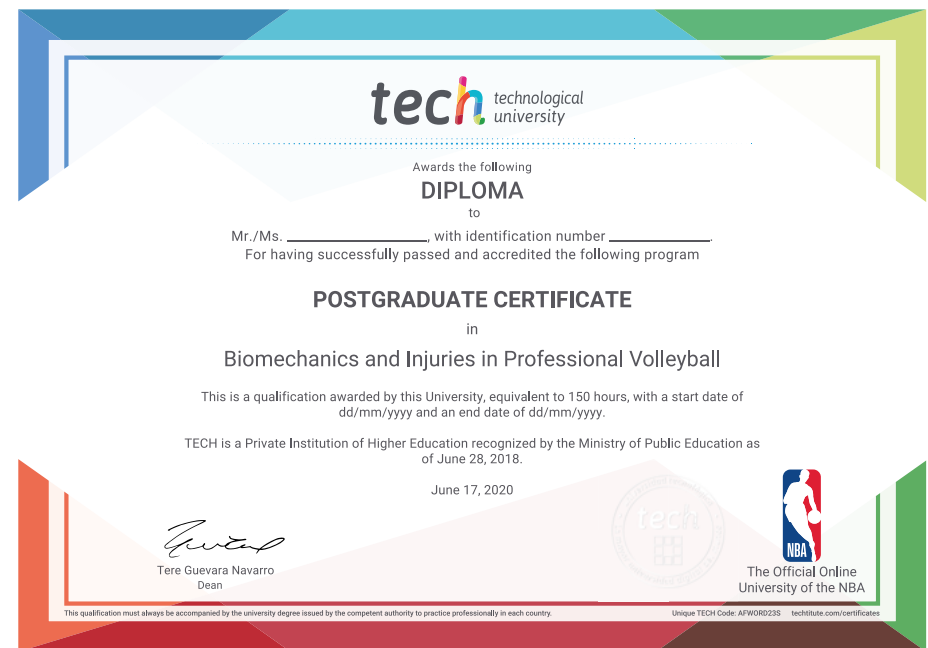 tech technological
university
Awards the following
DIPLOMA
to
Mr./Ms. ____________, with identification number ____________.
For having successfully passed and accredited the following program
POSTGRADUATE CERTIFICATE
in
Biomechanics and Injuries in Professional Volleyball
This is a qualification awarded by this University, equivalent to 150 hours, with a start date of
dd/mm/yyyy and an end date of dd/mm/yyyy.
TECH is a Private Institution of Higher Education recognized by the Ministry of Public Education as
of June 28, 2018.
June 17, 2020
tech
Tere Guevara Navarro
Dean
NBA
The Official Online
University of the NBA
This qualification must always be accompanied by the university degree issued by the competent authority to practice professionally in each country.
Unique TECH Code: AFWORD23S techtitute.com/certificates